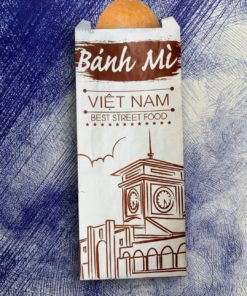 Bánh Mì
VIỆT NAM
BEST STREET FOOD